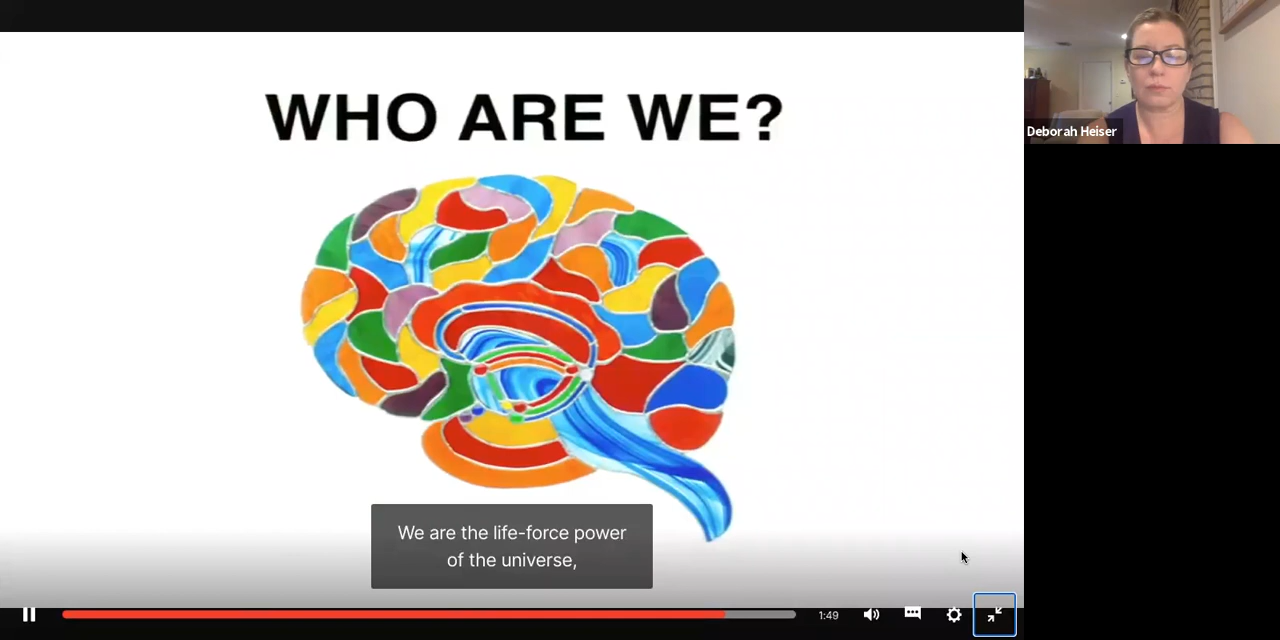 WHO ARE WE?
Deborah Heiser
We are the life-force power
of the universe,
1:49